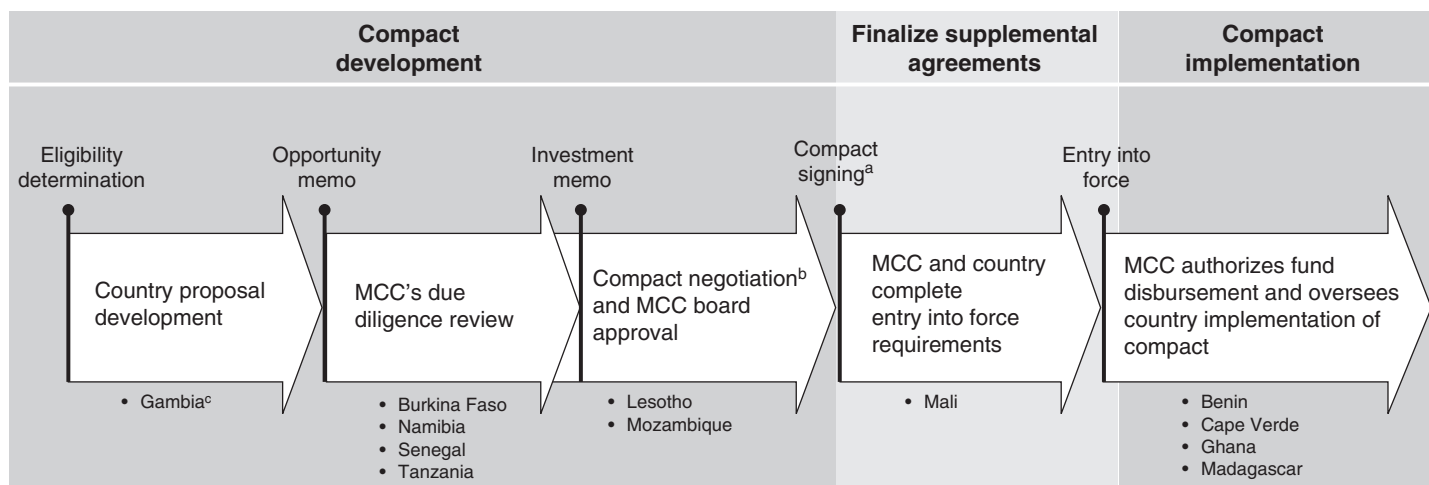 Compact
development
Finalize supplemental
agreements
Compact
implementation
Eligibility
determination
Opportunity
memo
Investment
memo
Compact
signingᵃ
Entry into
force
Country proposal
development
MCC's due
diligence review
Compact negotiationᵇ
and MCC board
approval
MCC and country
complete
entry into force
requirements
MCC authorizes fund
disbursement and oversees
country implementation of
compact
• Gambiaᶜ
• Burkina Faso
• Namibia
• Senegal
• Tanzania
• Lesotho
• Mozambique
• Mali
• Benin
• Cape Verde
• Ghana
• Madagascar